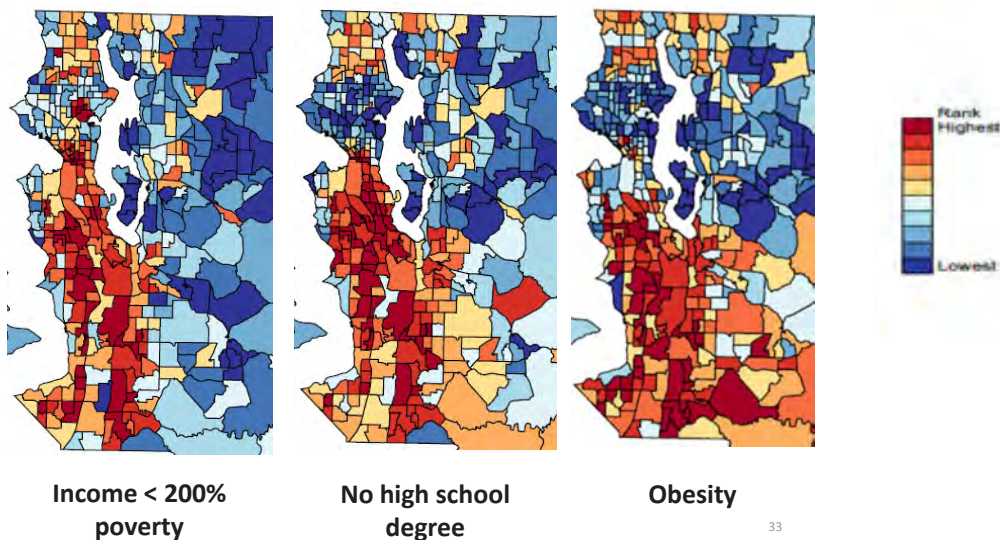 Rank
Highest
Lowest
Income < 200%
poverty
No high school
degree
Obesity
33